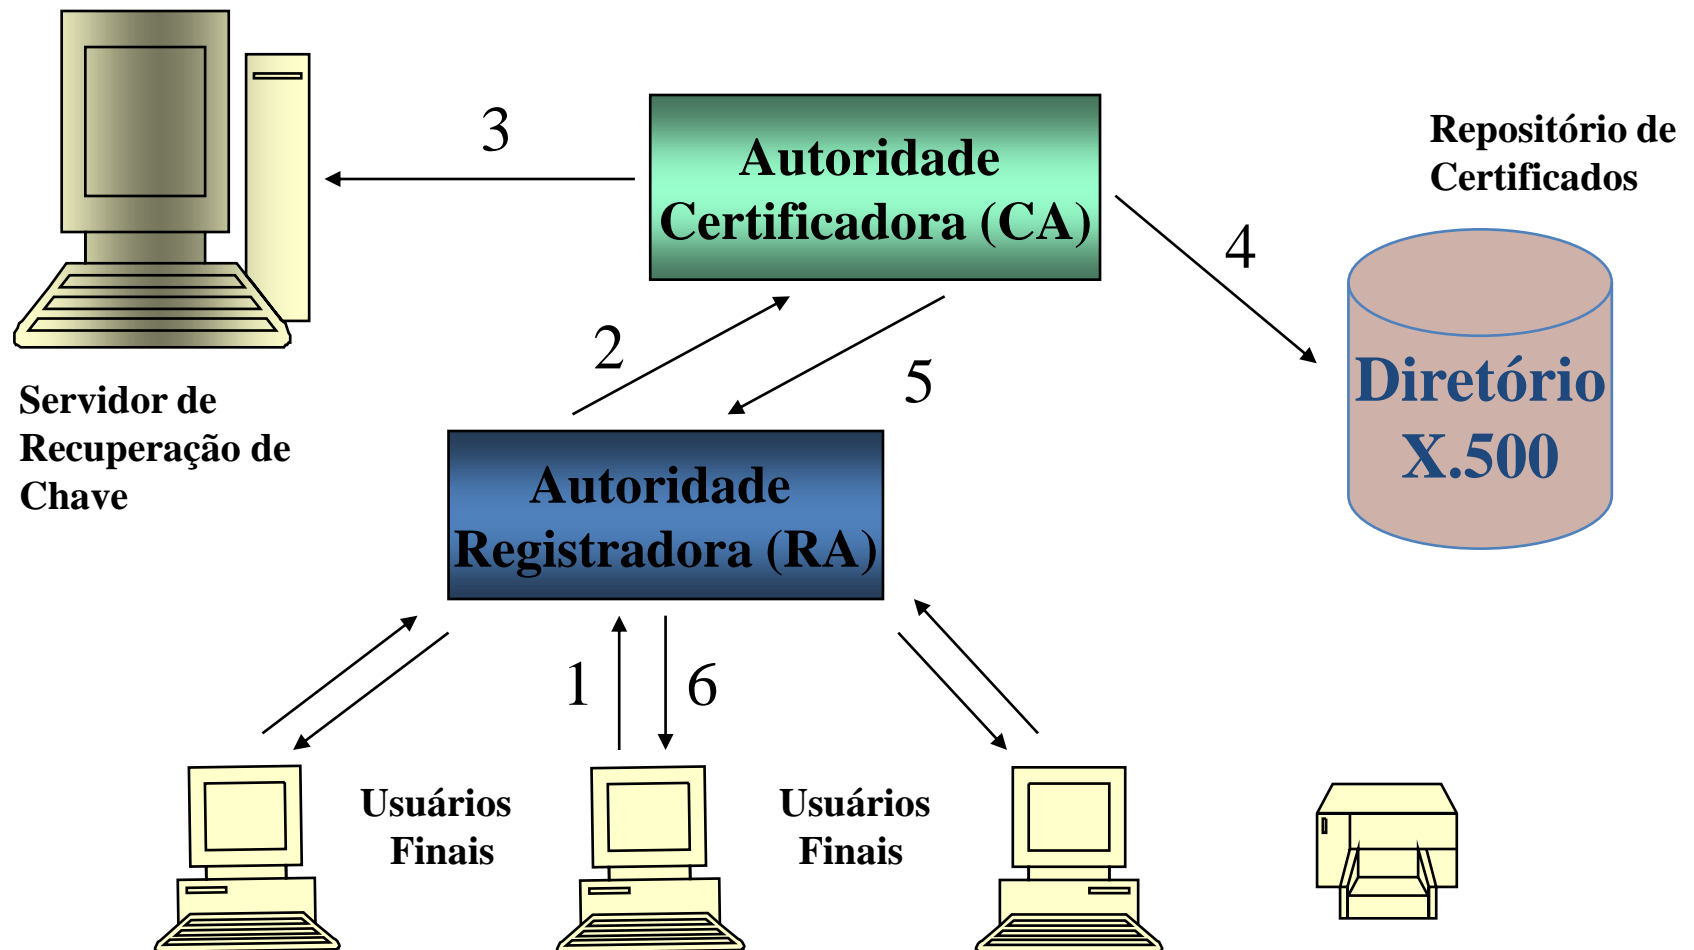 3
Autoridade
Certificadora (CA)
Repositório de
Certificados
4
2
5
Diretório
X.500
Servidor de
Recuperação de
Chave
Autoridade
Registradora (RA)
1
6
Usuários
Finais
Usuários
Finais